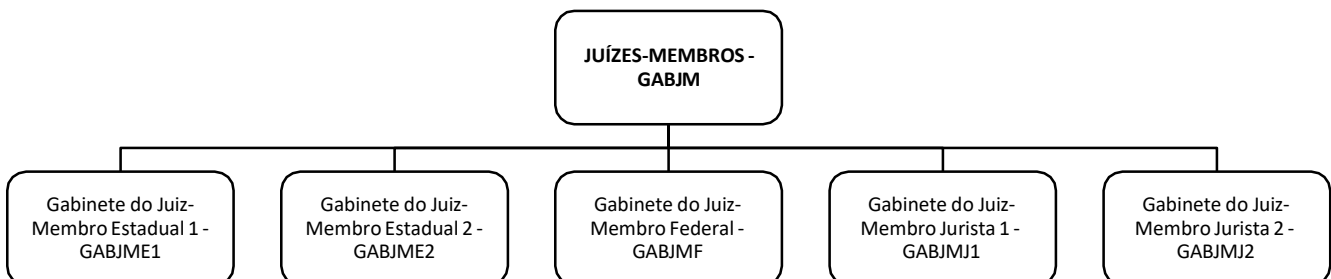 JUÍZES-MEMBROS -
GABJM
Gabinete do Juiz-
Membro Estadual 1 -
GABJME1
Gabinete do Juiz-
Membro Estadual 2 -
GABJME2
Gabinete do Juiz-
Membro Federal -
GABJMF
Gabinete do Juiz-
Membro Jurista 1 -
GABJMJ1
Gabinete do Juiz-
Membro Jurista 2 -
GABJMJ2